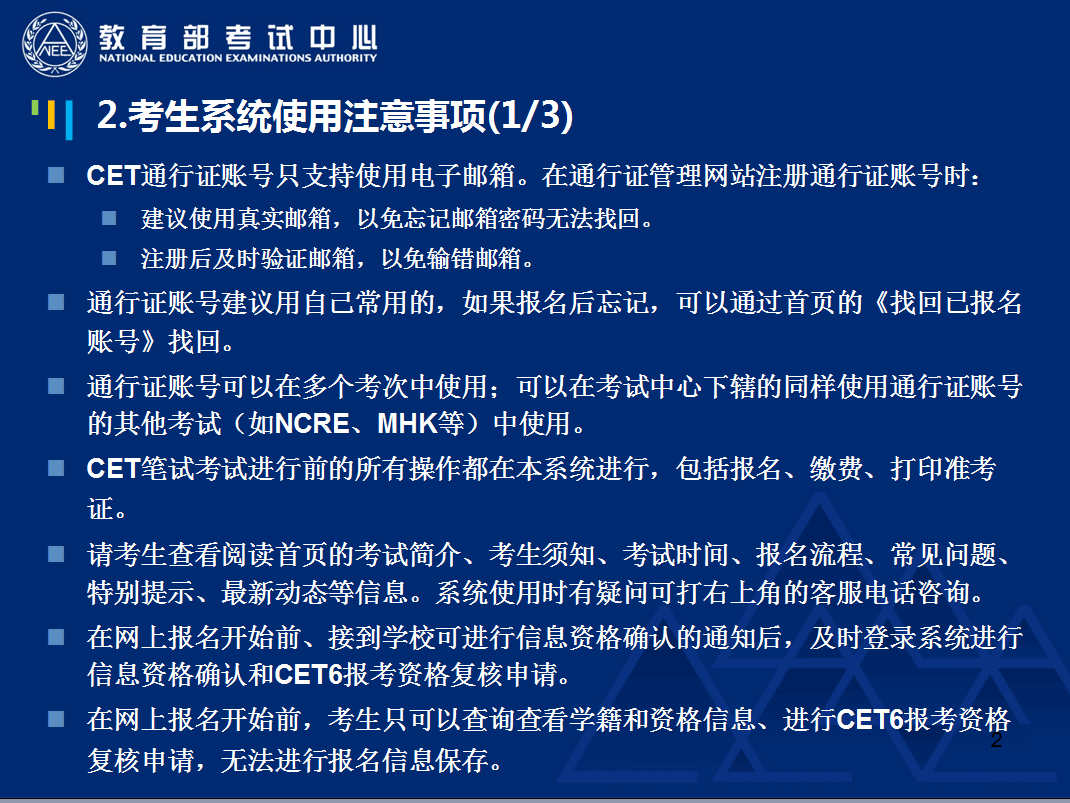 NEE
教育部考试中心
NATIONAL EDUCATION EXAMINATIONS AUTHORITY
2.考生系统使用注意事项(1/3)
CET通行证账号只支持使用电子邮箱。在通行证管理网站注册通行证账号时：
建议使用真实邮箱，以免忘记邮箱密码无法找回。
注册后及时验证邮箱，以免输错邮箱。
通行证账号建议用自己常用的，如果报名后忘记，可以通过首页的《找回已报名
账号》找回。
通行证账号可以在多个考次中使用；可以在考试中心下辖的同样使用通行证账号
的其他考试（如NCRE、MHK等）中使用。
CET笔试考试进行前的所有操作都在本系统进行，包括报名、缴费、打印准考
证。
请考生查看阅读首页的考试简介、考生须知、考试时间、报名流程、常见问题、
特别提示、最新动态等信息。系统使用时有疑问可打右上角的客服电话咨询。
在网上报名开始前、接到学校可进行信息资格确认的通知后，及时登录系统进行
信息资格确认和CET6报考资格复核申请。
在网上报名开始前，考生只可以查询查看学籍和资格信息、进行CET6报考资格
复核申请，无法进行报名信息保存。
2